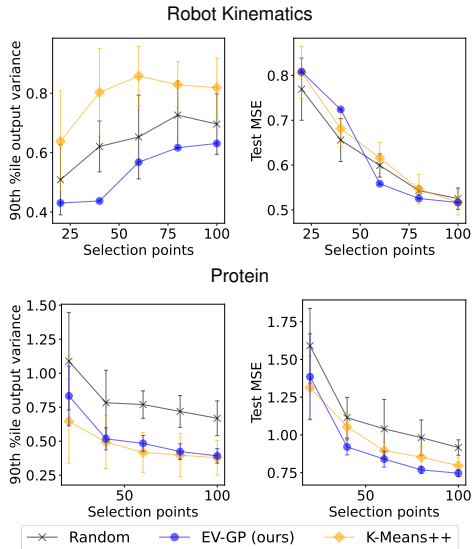 Robot Kinematics
90th %ile output variance
0.8
0.6
0.4
25 50 75 100
Selection points
Test MSE
0.8
0.7
0.6
0.5
25 50 75 100
Selection points
Protein
90th %ile output variance
1.50
1.25
1.00
0.75
0.50
0.25
50 100
Selection points
Test MSE
1.75
1.50
1.25
1.00
0.75
50 100
Selection points
Random EV-GP (ours) K-Means++